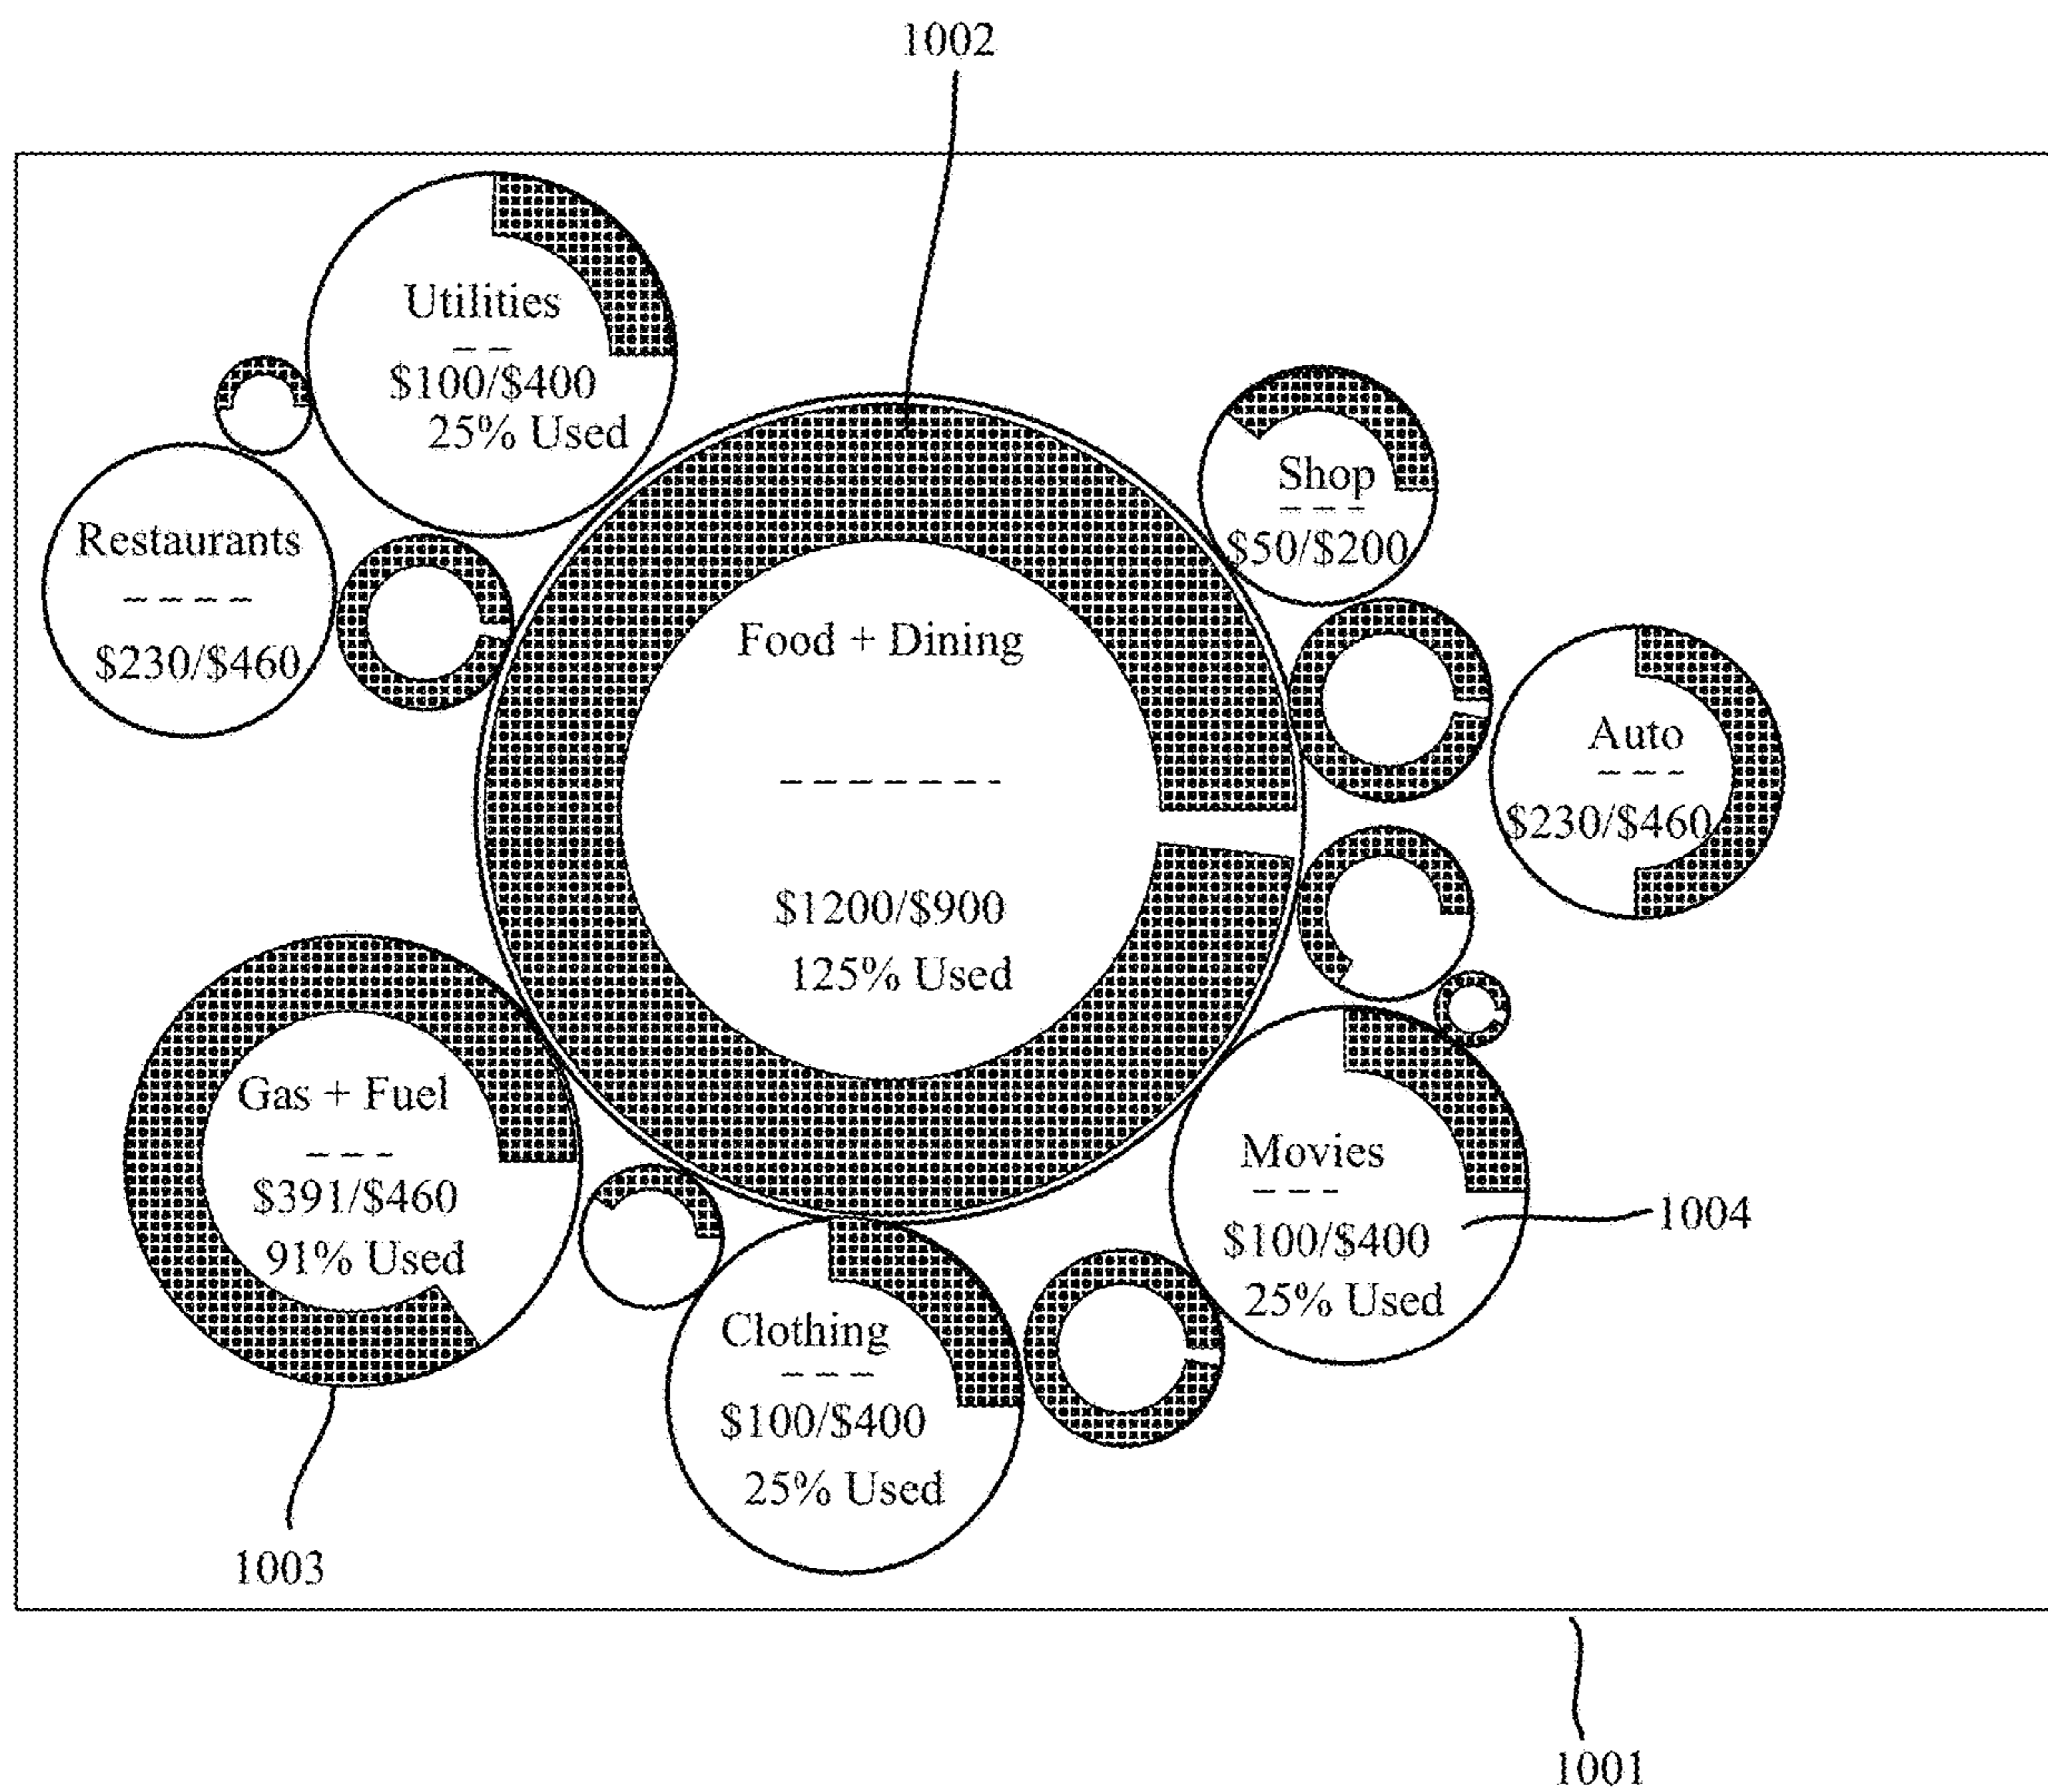 1002
Utilities
$100/$400
25% Used
Restaurants
$230/$460
Shop
$50/$200
Food + Dining
$1200/$900
125% Used
Auto
$230/$460
Gas + Fuel
$391/$460
91% Used
Movies
$100/$400
25% Used
1004
Clothing
$100/$400
25% Used
1003
1001